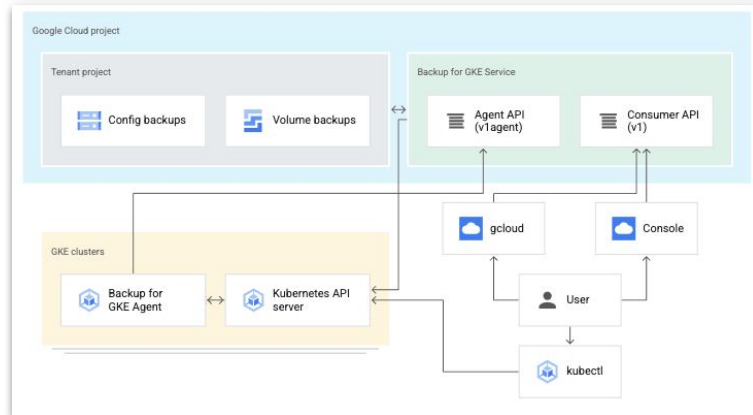 Google Cloud project
Tenant project
Config backups
Volume backups
Backup for GKE Service
Agent API
(v1agent)
Consumer API
(v1)
gcloud
Console
GKE clusters
Backup for
GKE Agent
Kubernetes API
server
User
kubectl